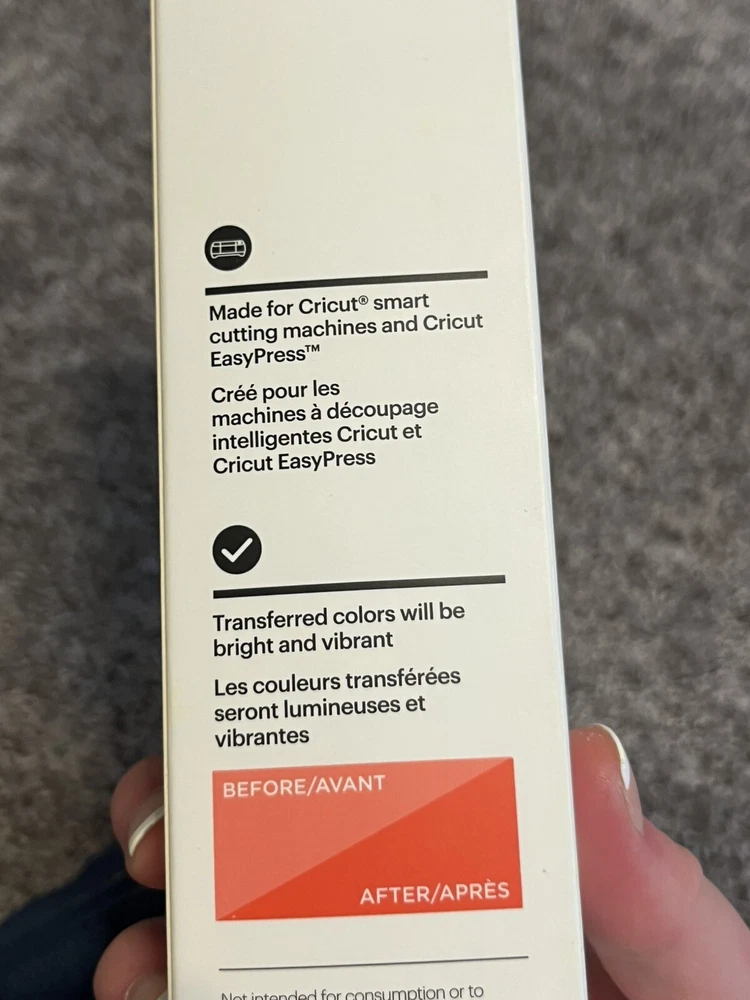 Made for Cricut® smart
cutting machines and Cricut
EasyPress™
Créé pour les
machines à découpage
intelligentes Cricut et
Cricut EasyPress
Transferred colors will be
bright and vibrant
Les couleurs transférées
seront lumineuses et
vibrantes
BEFORE/AVANT
AFTER/APRÈS
Not intended for consumption or to